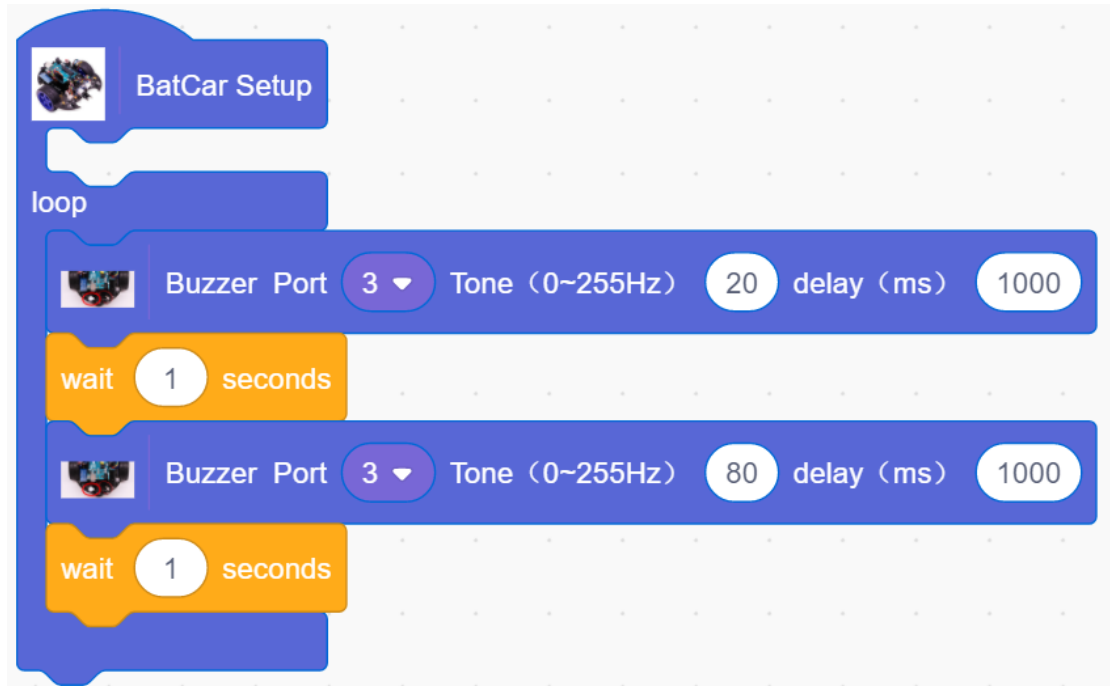 BatCar Setup
loop
Buzzer Port 3 Tone（0~255Hz） 20 delay（ms） 1000
wait 1 seconds
Buzzer Port 3 Tone（0~255Hz） 80 delay（ms） 1000
wait 1 seconds